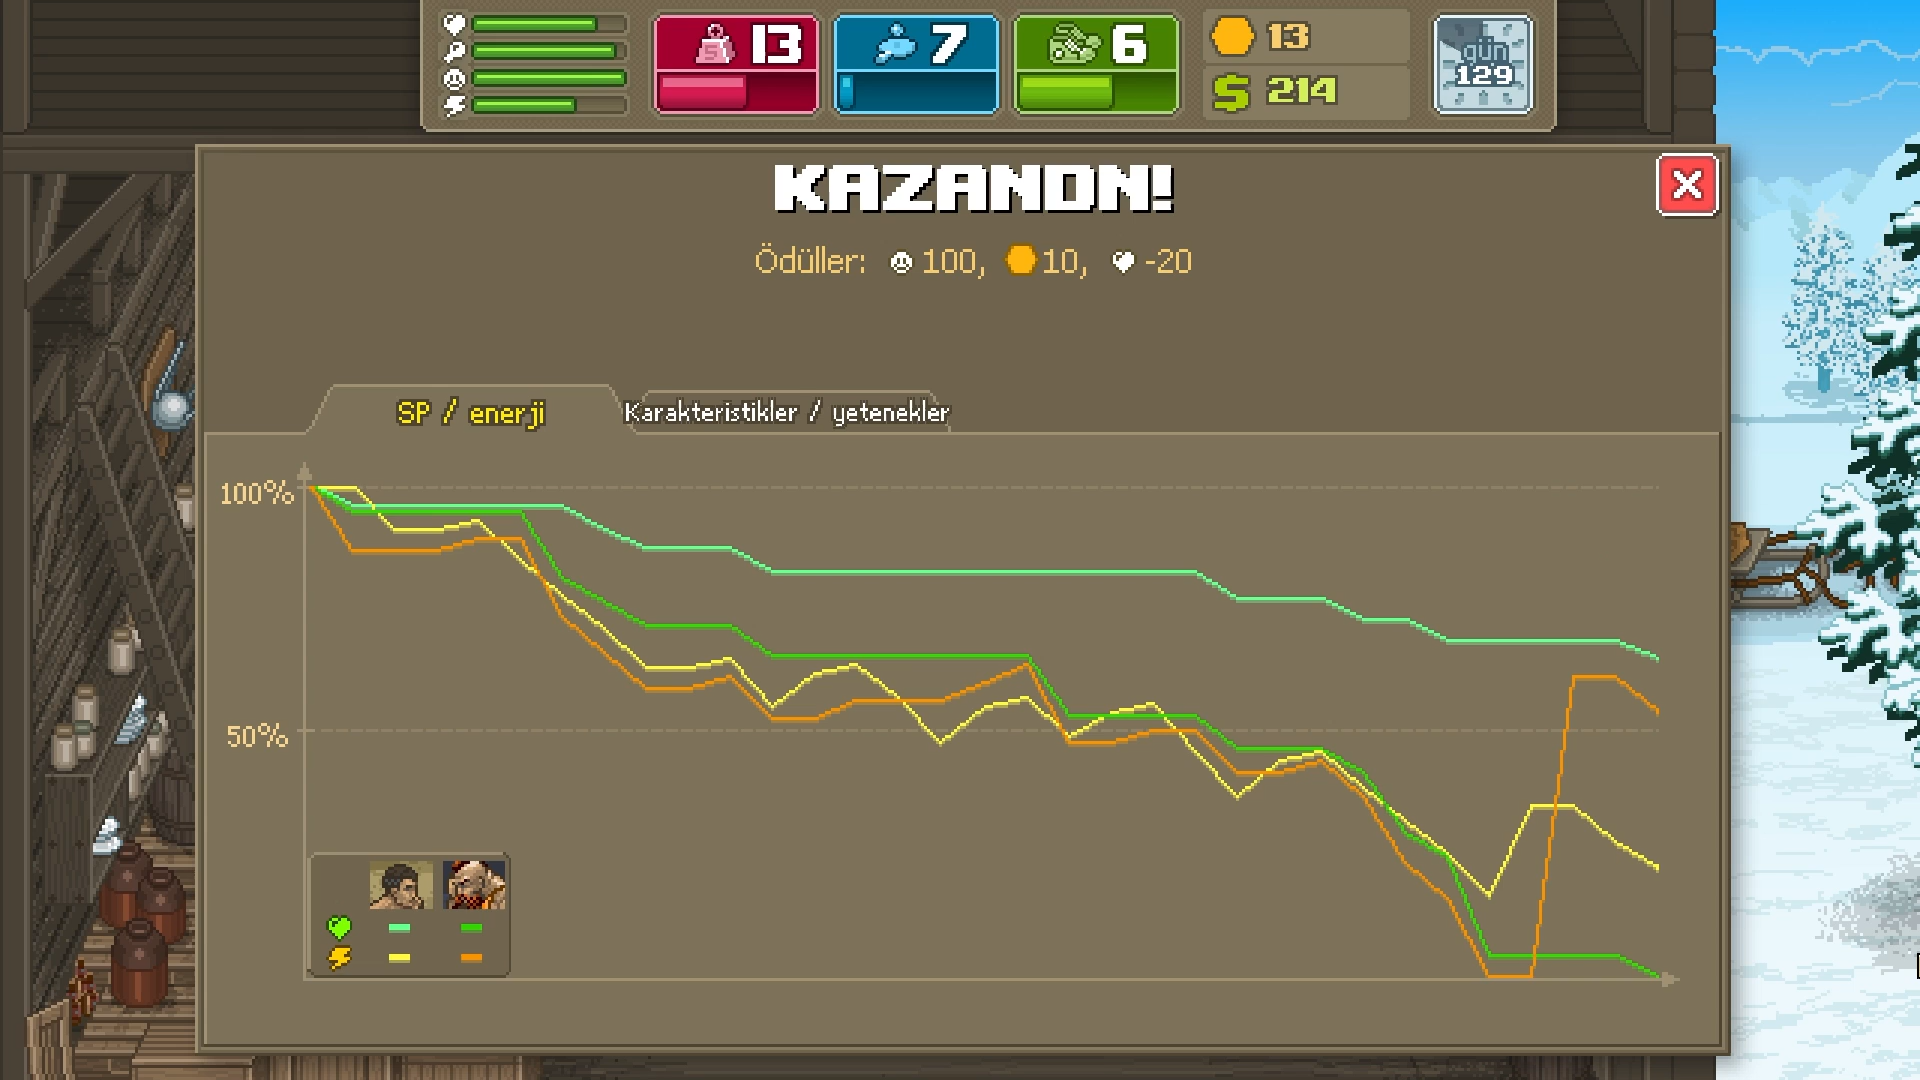 13
7
6
13
214
gün
129
KAZANDN!
Ödüller: 100, 10, -20
SP / enerji
Karakteristikler / yetenekler
100%
50%